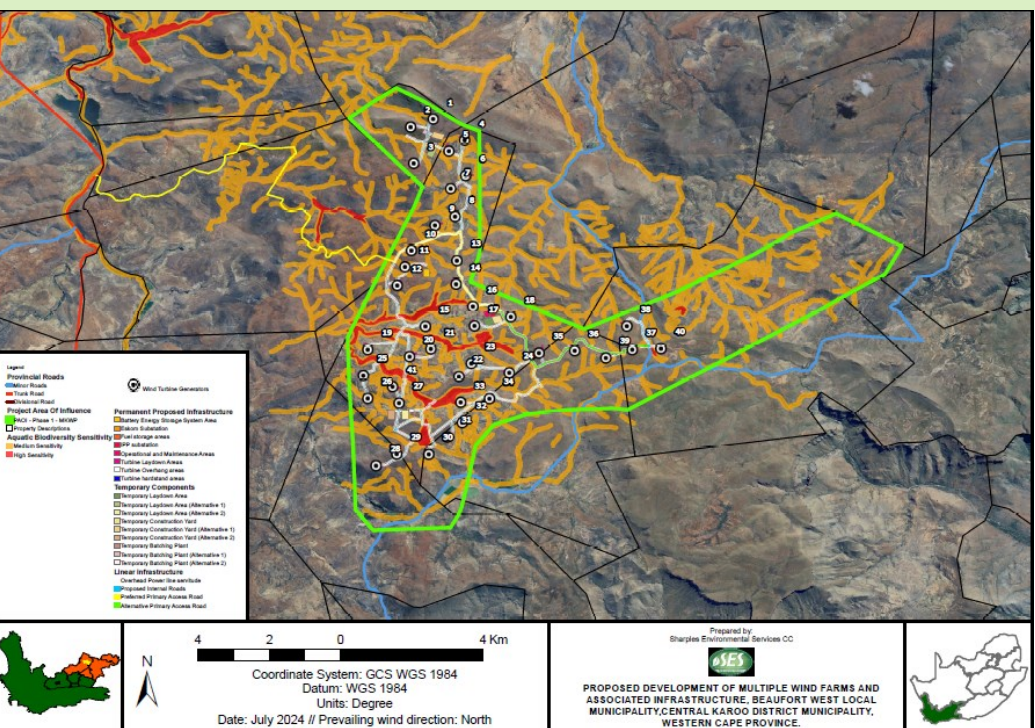 1
2
4
5
3
6
7
8
9
10
13
11
12
14
16
15
17
18
19
21
20
23
38
36
37
40
35
39
24
25
22
41
34
26
27
33
32
31
29
30
28
Legend
Provincial Roads
Minor Roads
Trunk Road
Divisional Road
Project Area Of Influence
PAOI - Phase 1 - MKWP
Property Descriptions
Aquatic Biodiversity Sensitivity
Medium Sensitivity
High Sensitivity
Wind Turbine Generators
Permanent Proposed Infrastructure
Battery Energy Storage System Area
Eskom Substation
Fuel storage areas
IPP substation
Operational and Maintenance Areas
Turbine Laydown Areas
Turbine Overhang areas
Turbine hardstand areas
Temporary Components
Temporary Laydown Area
Temporary Laydown Area (Alternative 1)
Temporary Laydown Area (Alternative 2)
Temporary Construction Yard
Temporary Construction Yard (Alternative 1)
Temporary Construction Yard (Alternative 2)
Temporary Batching Plant
Temporary Batching Plant (Alternative 1)
Temporary Batching Plant (Alternative 2)
Linear Infrastructure
Overhead Power line servitude
Proposed Internal Roads
Preferred Primary Access Road
Alternative Primary Access Road
N
4 2 0 4 Km
Coordinate System: GCS WGS 1984
Datum: WGS 1984
Units: Degree
Date: July 2024 // Prevailing wind direction: North
Prepared by:
Sharples Environmental Services CC
SES
PROPOSED DEVELOPMENT OF MULTIPLE WIND FARMS AND
ASSOCIATED INFRASTRUCTURE, BEAUFORT WEST LOCAL
MUNICIPALITY,CENTRAL KAROO DISTRICT MUNICIPALITY,
WESTERN CAPE PROVINCE.